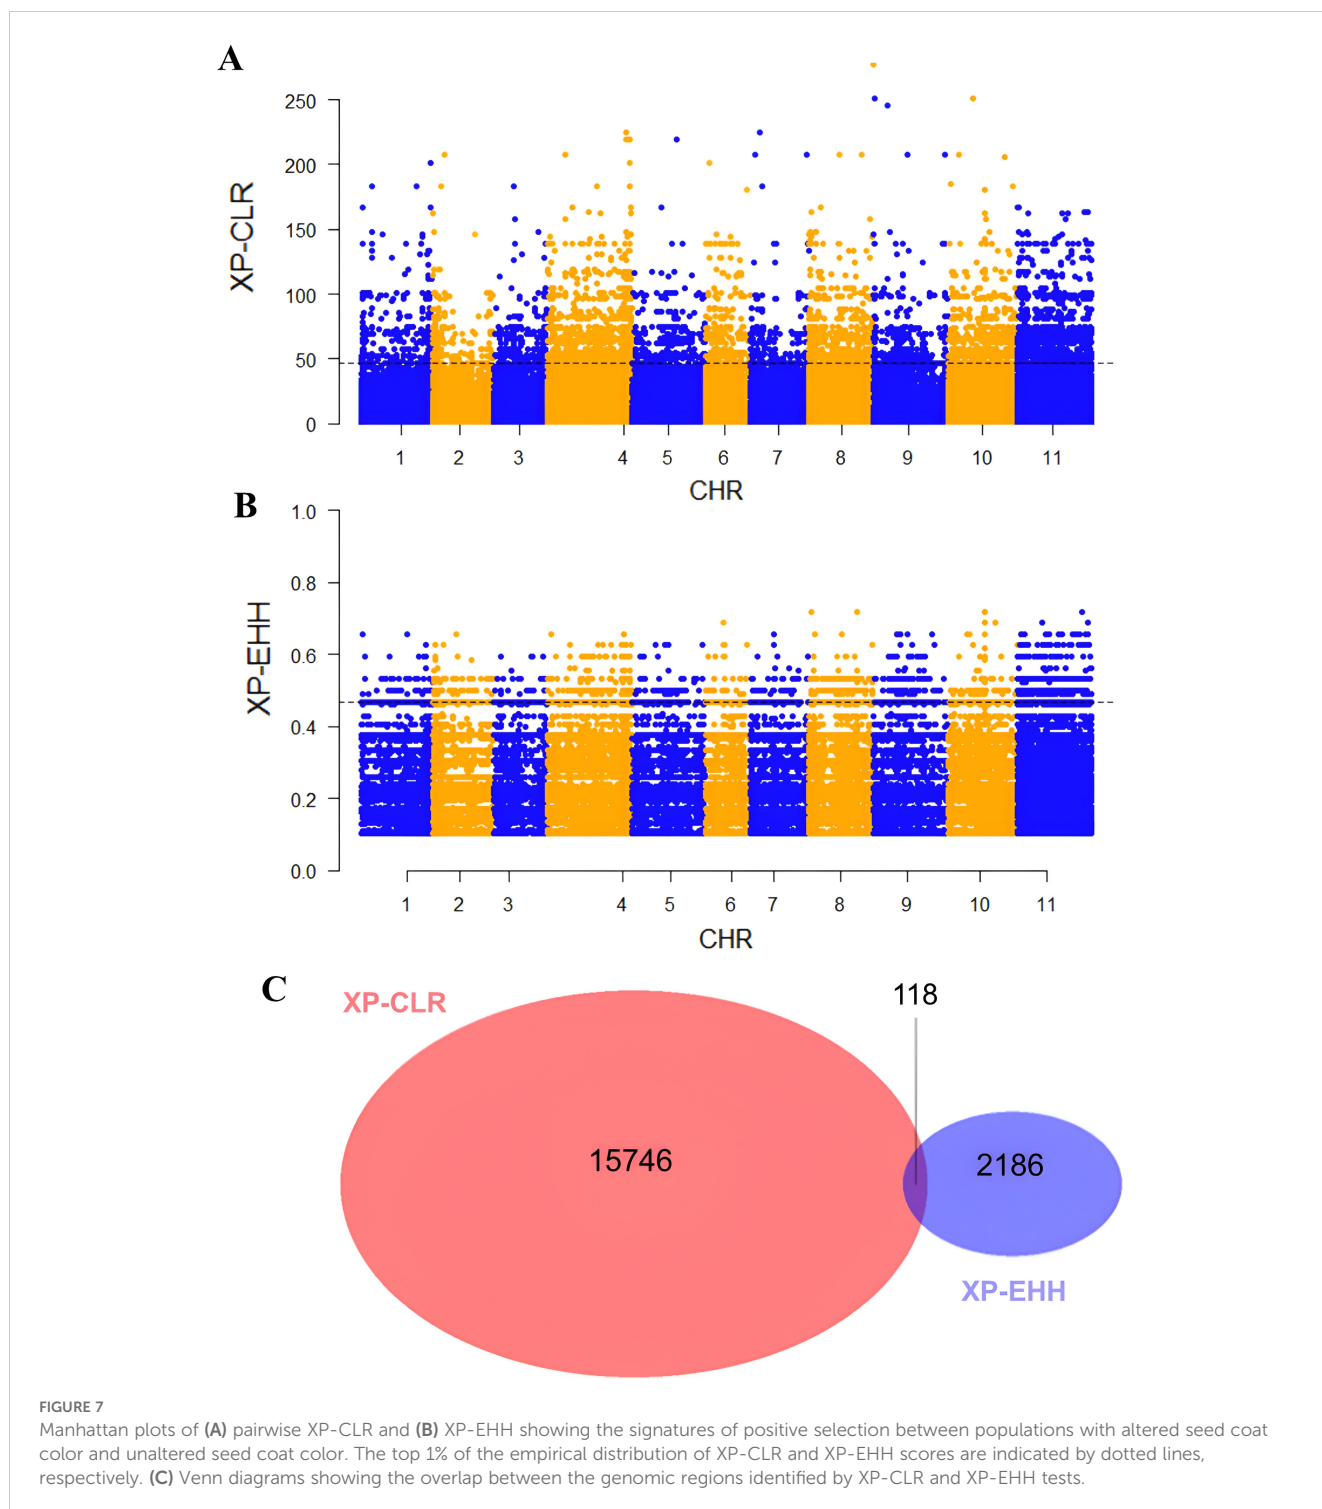 A
250
200
150
100
50
0
XP-CLR
1 2 3 4 5 6 7 8 9 10 11
CHR
B
1.0
0.8
0.6
0.4
0.2
0.0
XP-EHH
1 2 3 4 5 6 7 8 9 10 11
CHR
C
XP-CLR
118
15746
2186
XP-EHH
FIGURE 7
Manhattan plots of (A) pairwise XP-CLR and (B) XP-EHH showing the signatures of positive selection between populations with altered seed coat
color and unaltered seed coat color. The top 1% of the empirical distribution of XP-CLR and XP-EHH scores are indicated by dotted lines,
respectively. (C) Venn diagrams showing the overlap between the genomic regions identified by XP-CLR and XP-EHH tests.